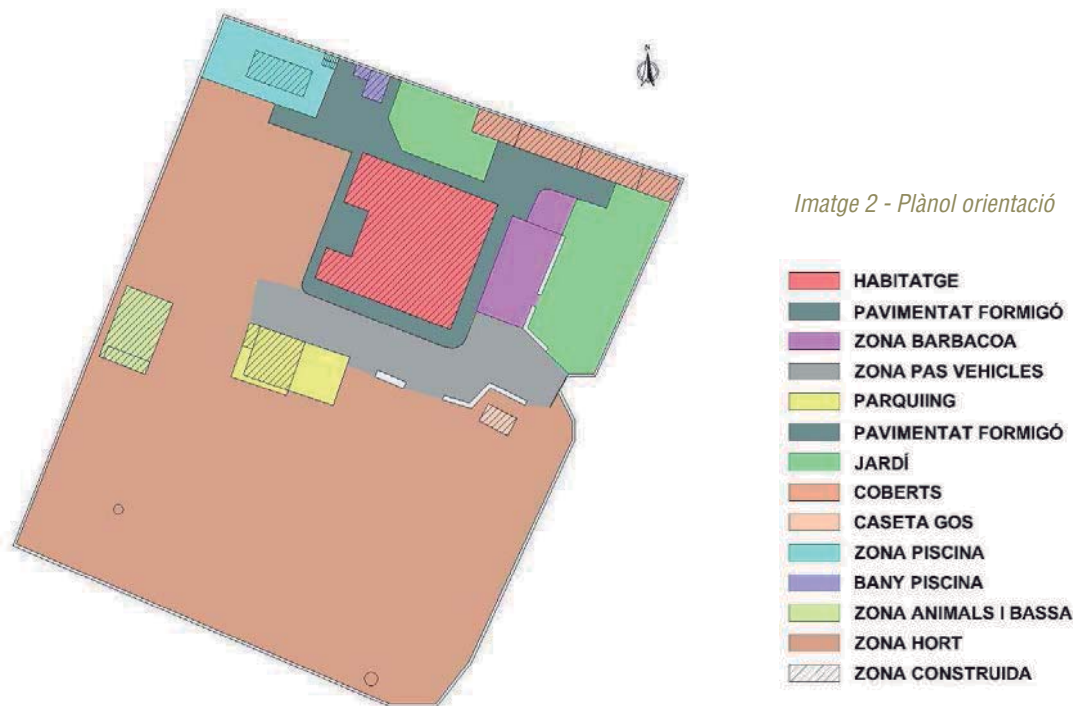 N
Imatge 2 - Plànol orientació
HABITATGE
PAVIMENTAT FORMIGÓ
ZONA BARBACOA
ZONA PAS VEHICLES
PARQUIING
PAVIMENTAT FORMIGÓ
JARDÍ
COBERTS
CASETA GOS
ZONA PISCINA
BANY PISCINA
ZONA ANIMALS I BASSA
ZONA HORT
ZONA CONSTRUIDA